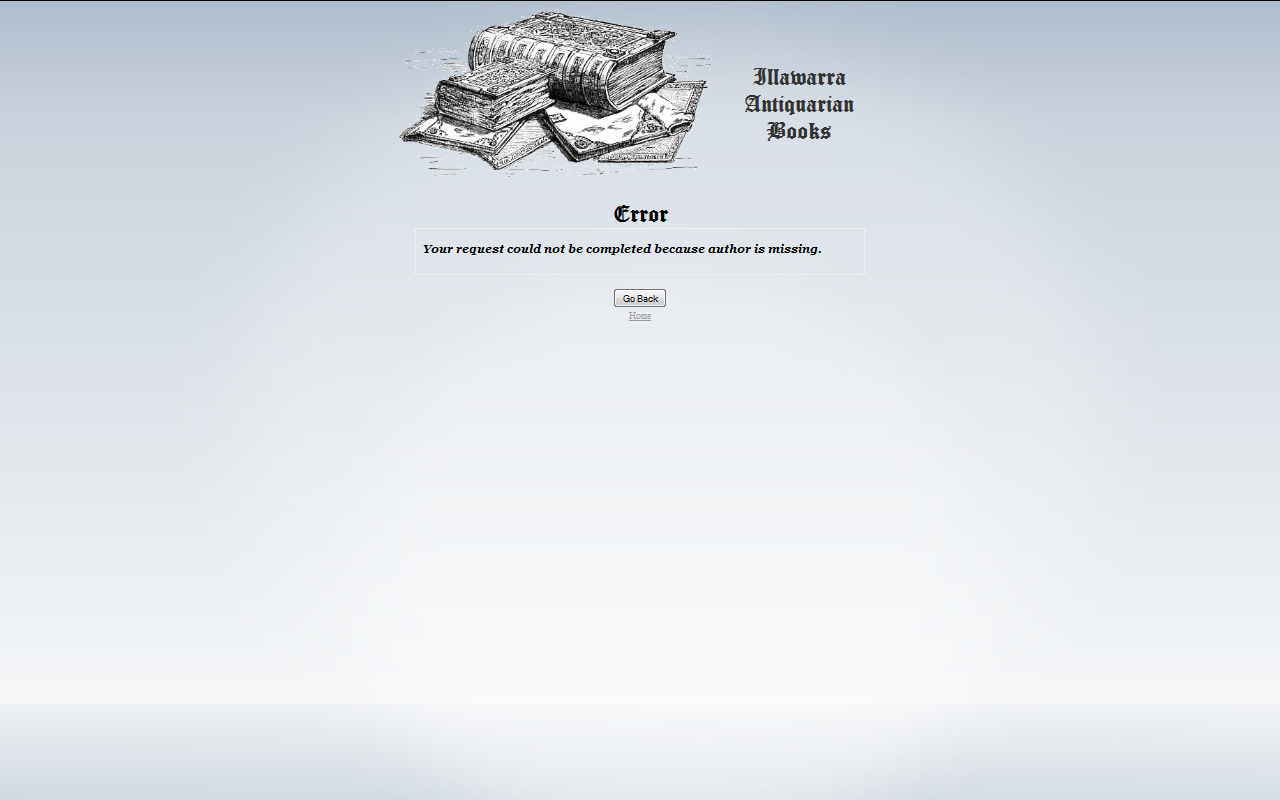 Illawarra
Antiquarian
Books
Error
Your request could not be completed because author is missing.
Go Back
Home